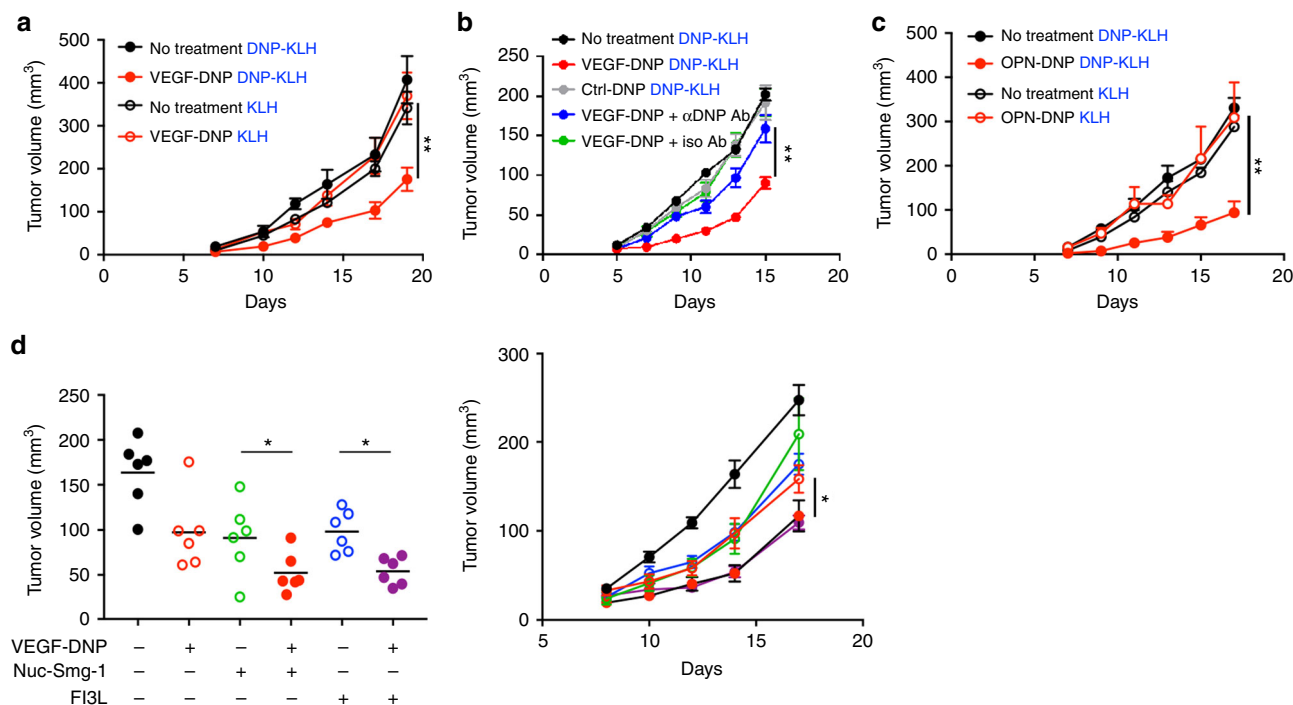 a
500
400
300
200
100
0
Tumor volume (mm³)
No treatment DNP-KLH
VEGF-DNP DNP-KLH
No treatment KLH
VEGF-DNP KLH
**
0 5 10 15 20
Days
b
250
200
150
100
50
0
Tumor volume (mm³)
No treatment DNP-KLH
VEGF-DNP DNP-KLH
Ctrl-DNP DNP-KLH
VEGF-DNP + αDNP Ab
VEGF-DNP + iso Ab
**
0 5 10 15 20
Days
c
500
400
300
200
100
0
Tumor volume (mm³)
No treatment DNP-KLH
OPN-DNP DNP-KLH
No treatment KLH
OPN-DNP KLH
**
0 5 10 15 20
Days
d
250
200
150
100
50
0
Tumor volume (mm³)
* *
VEGF-DNP – + – + – +
Nuc-Smg-1 – – + + – –
FI3L – – – – + +
300
200
100
0
Tumor volume (mm³)
*
5 10 15 20
Days